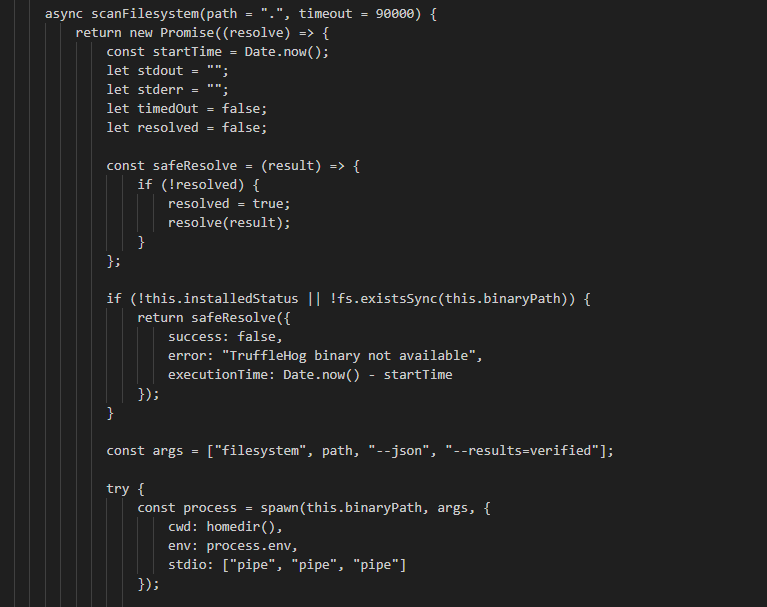 async scanFilesystem(path = ".", timeout = 90000) {
return new Promise((resolve) => {
const startTime = Date.now();
let stdout = "";
let stderr = "";
let timedOut = false;
let resolved = false;
const safeResolve = (result) => {
if (!resolved) {
resolved = true;
resolve(result);
}
};
if (!this.installedStatus || !fs.existsSync(this.binaryPath)) {
return safeResolve({
success: false,
error: "TruffleHog binary not available",
executionTime: Date.now() - startTime
});
}
const args = ["filesystem", path, "--json", "--results=verified"];
try {
const process = spawn(this.binaryPath, args, {
cwd: homedir(),
env: process.env,
stdio: ["pipe", "pipe", "pipe"]
});